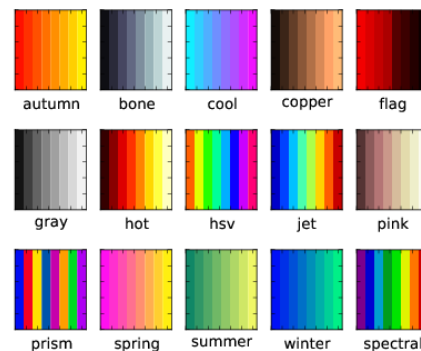 autumn bone cool copper flag
gray hot hsv jet pink
prism spring summer winter spectral